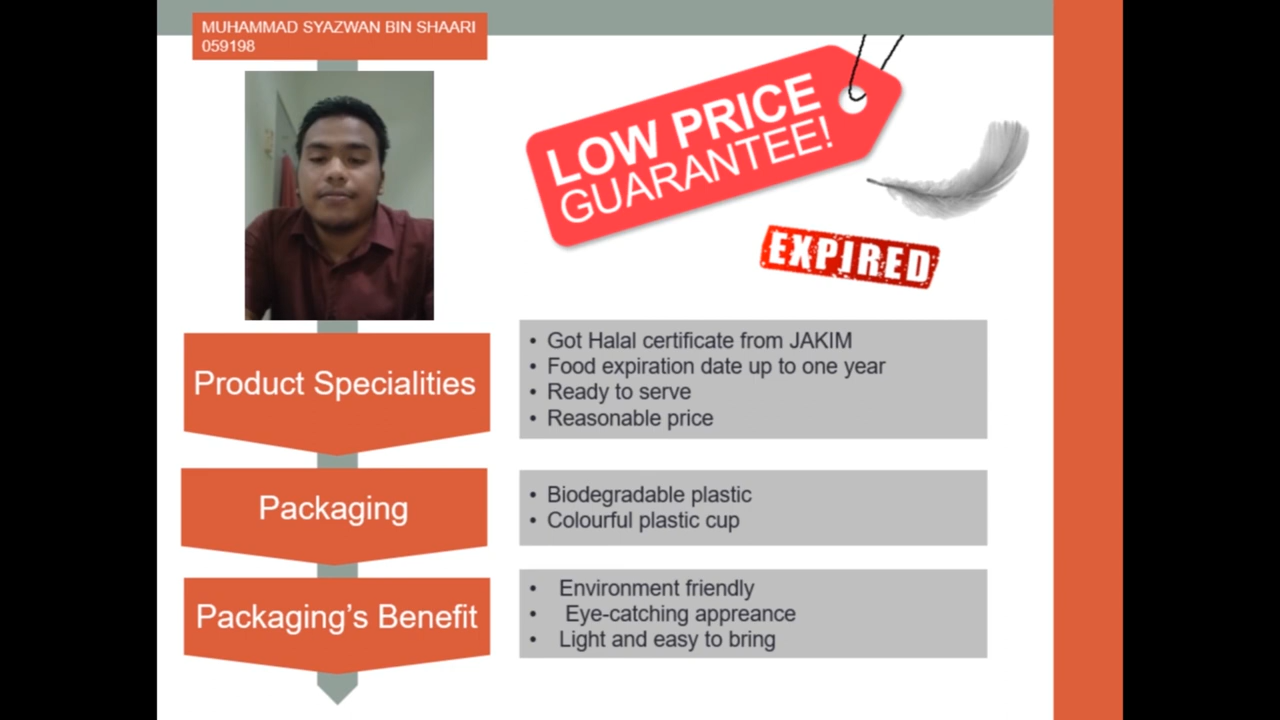 MUHAMMAD SYAZWAN BIN SHAARI
059198
LOW PRICE
GUARANTEE!
EXPIRED
Product Specialities
• Got Halal certificate from JAKIM
• Food expiration date up to one year
• Ready to serve
• Reasonable price
Packaging
• Biodegradable plastic
• Colourful plastic cup
Packaging’s Benefit
• Environment friendly
• Eye-catching appreance
• Light and easy to bring